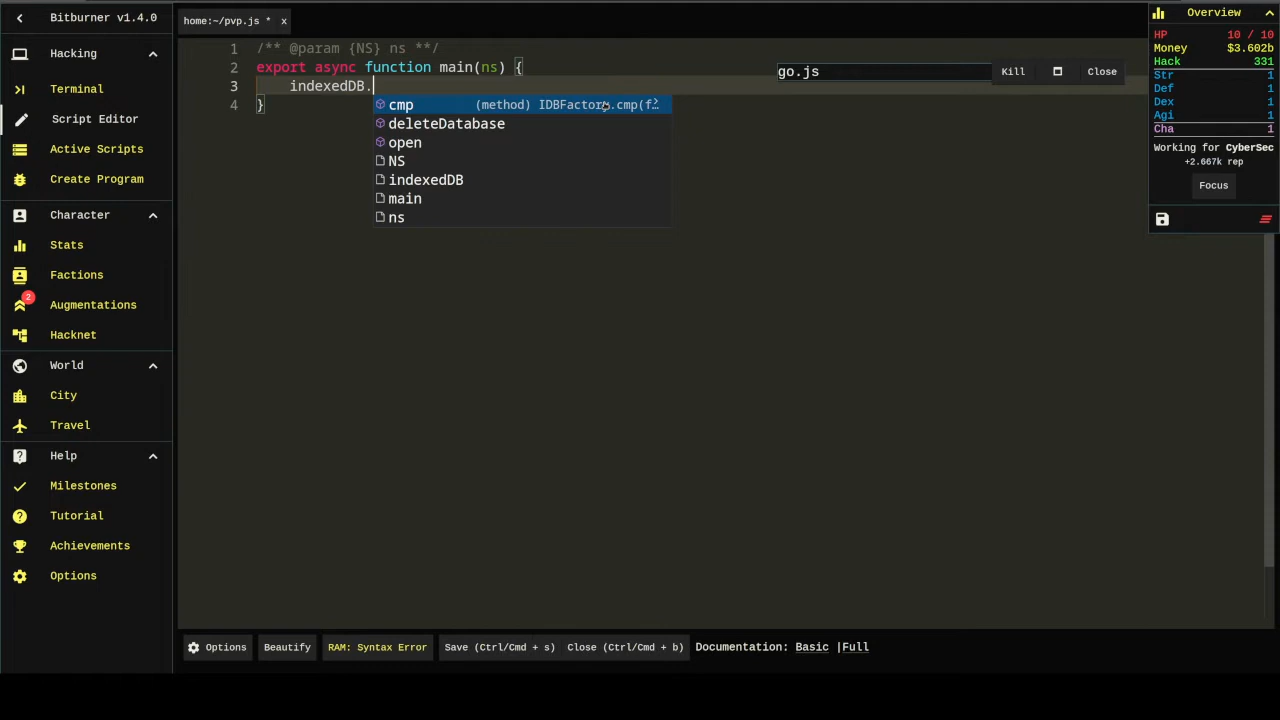 Bitburner v1.4.0
Hacking
Terminal
Script Editor
Active Scripts
Create Program
Character
Stats
Factions
2
Augmentations
Hacknet
World
City
Travel
Help
Milestones
Tutorial
Achievements
Options
home:~/pvp.js * x
1 /** @param {NS} ns **/
2 export async function main(ns) {
3 indexedDB.
4 }
cmp (method) IDBFactory.cmp(f…
deleteDatabase
open
NS
indexedDB
main
ns
go.js Kill Close
Overview
HP 10 / 10
Money $3.602b
Hack 331
Str 1
Def 1
Dex 1
Agi 1
Cha 1
Working for CyberSec
+2.667k rep
Focus
Options Beautify RAM: Syntax Error Save (Ctrl/Cmd + s) Close (Ctrl/Cmd + b) Documentation: Basic |Full